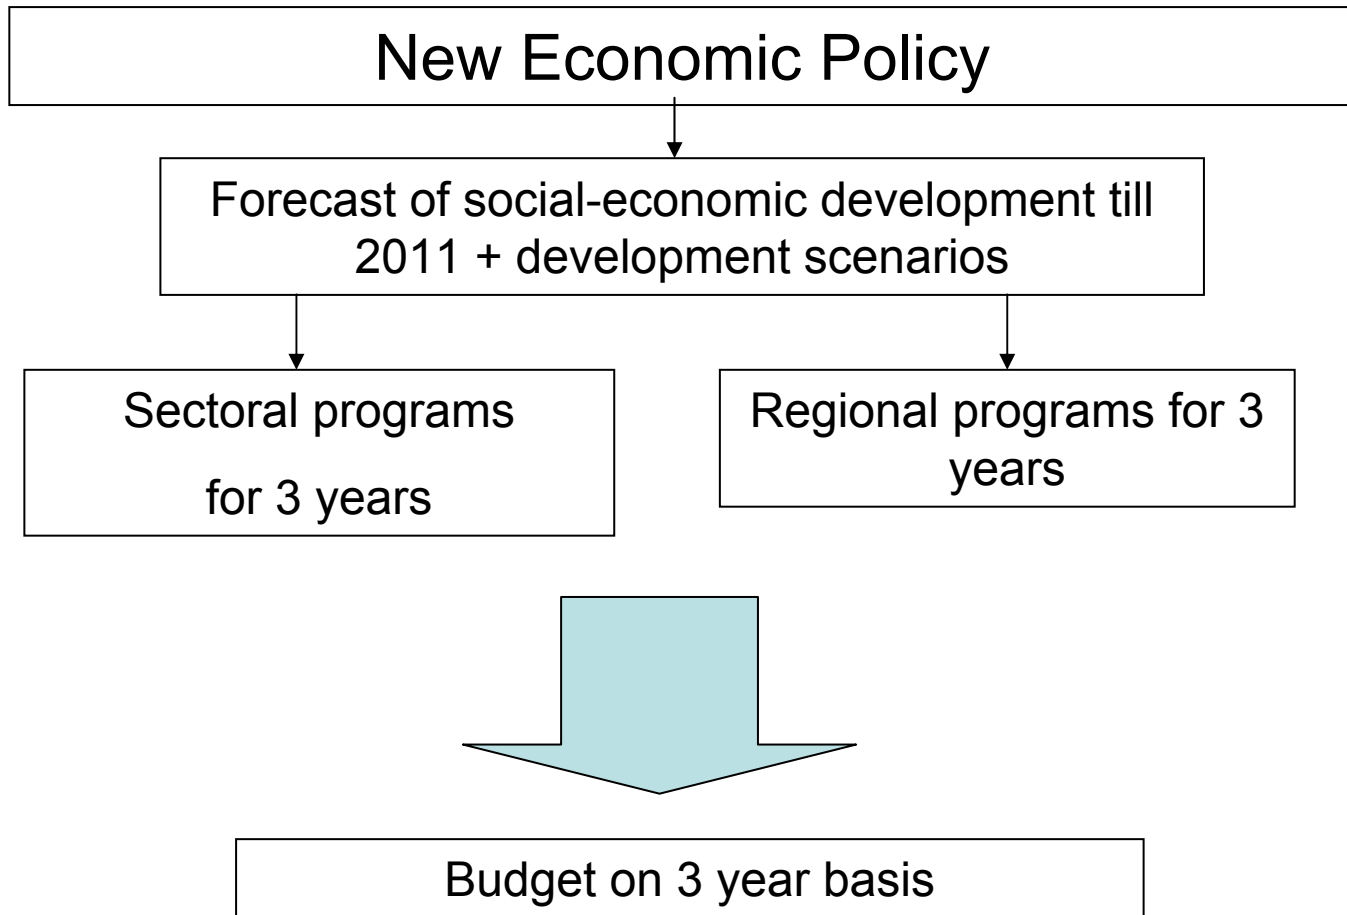 New Economic Policy
Forecast of social-economic development till
2011 + development scenarios
Sectoral programs
for 3 years
Regional programs for 3
years
Budget on 3 year basis